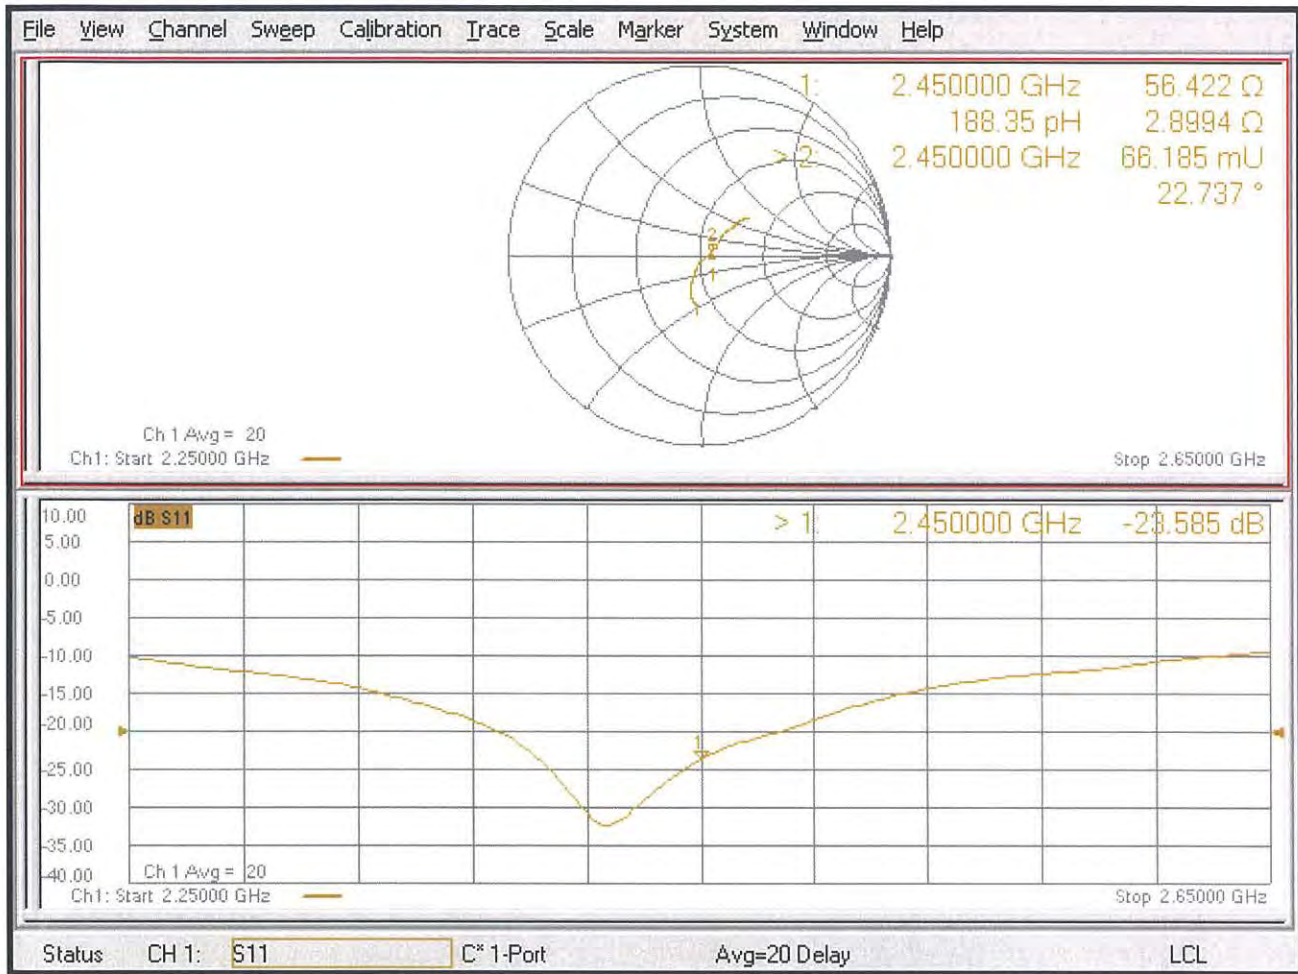 File View Channel Sweep Calibration Trace Scale Marker System Window Help
1: 2.450000 GHz 56.422 Ω
188.35 pH 2.8994 Ω
> 2: 2.450000 GHz 66.185 mU
22.737 °
2
1
Ch 1 Avg = 20
Ch1: Start 2.25000 GHz
Stop 2.65000 GHz
10.00
dB S11
> 1: 2.450000 GHz -23.585 dB
5.00
0.00
-5.00
-10.00
-15.00
-20.00
1
-25.00
-30.00
-35.00
-40.00
Ch 1 Avg = 20
Ch1: Start 2.25000 GHz
Stop 2.65000 GHz
Status CH 1: S11 C* 1-Port Avg=20 Delay LCL